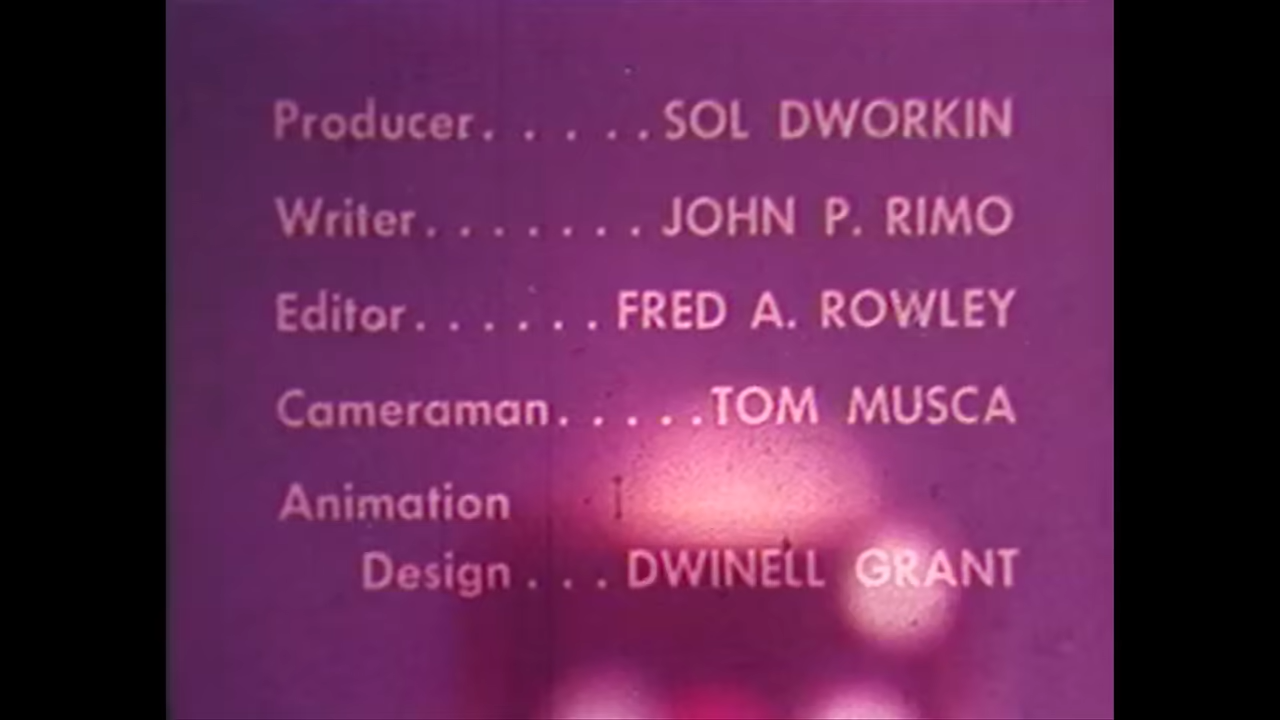 Producer.....SOL DWORKIN
Writer.......JOHN P. RIMO
Editor......FRED A. ROWLEY
Cameraman.....TOM MUSCA
Animation
Design...DWINELL GRANT